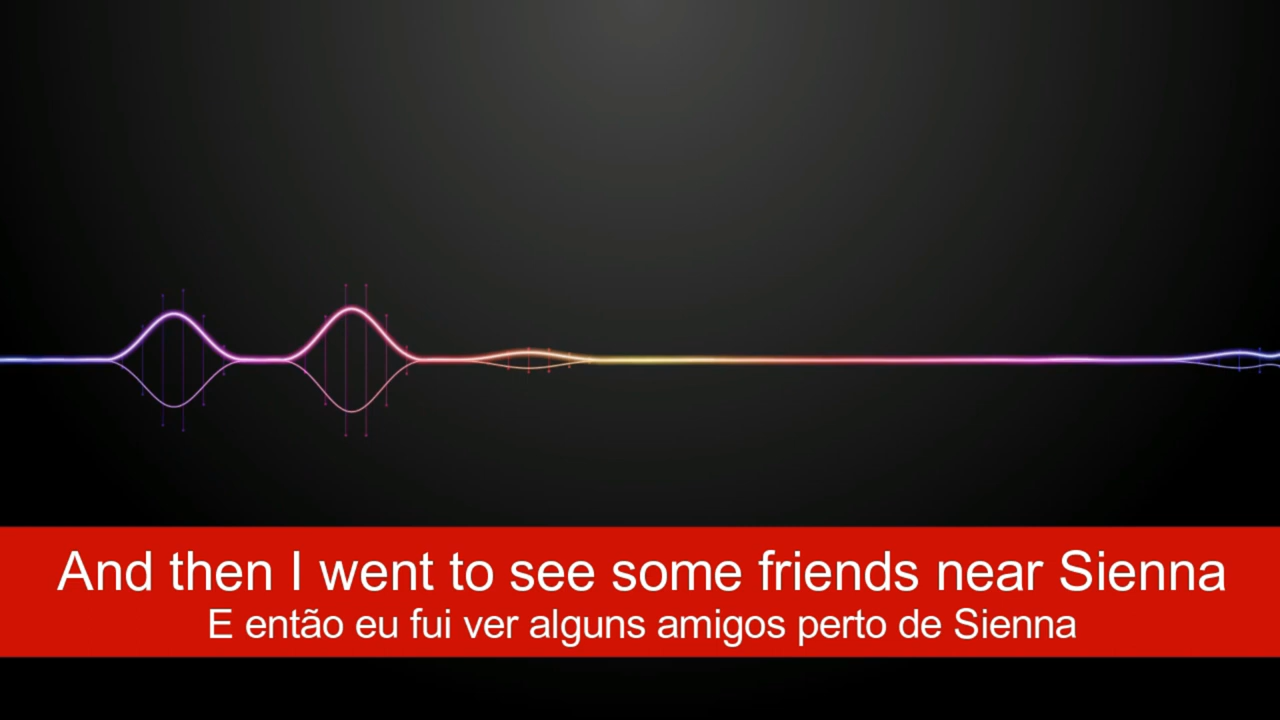 And then I went to see some friends near Sienna
E então eu fui ver alguns amigos perto de Sienna